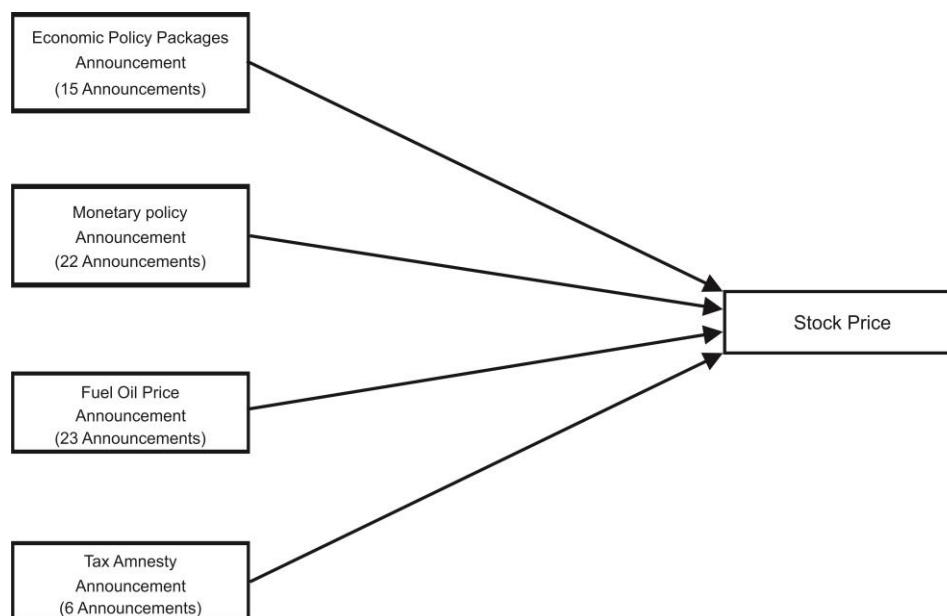 Economic Policy Packages
Announcement
(15 Announcements)
Monetary policy
Announcement
(22 Announcements)
Stock Price
Fuel Oil Price
Announcement
(23 Announcements)
Tax Amnesty
Announcement
(6 Announcements)